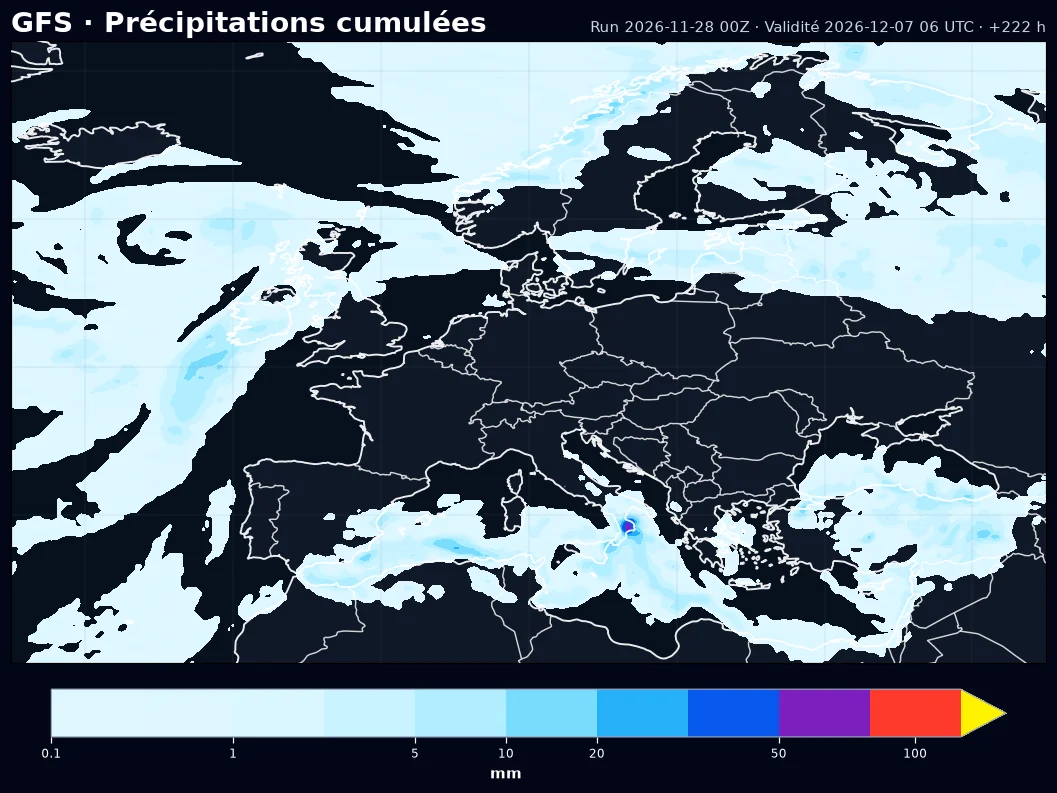 GFS · Précipitations cumulées
Run 2026-11-28 00Z · Validité 2026-12-07 06 UTC · +222 h
0.1 1 5 10 20 50 100
mm